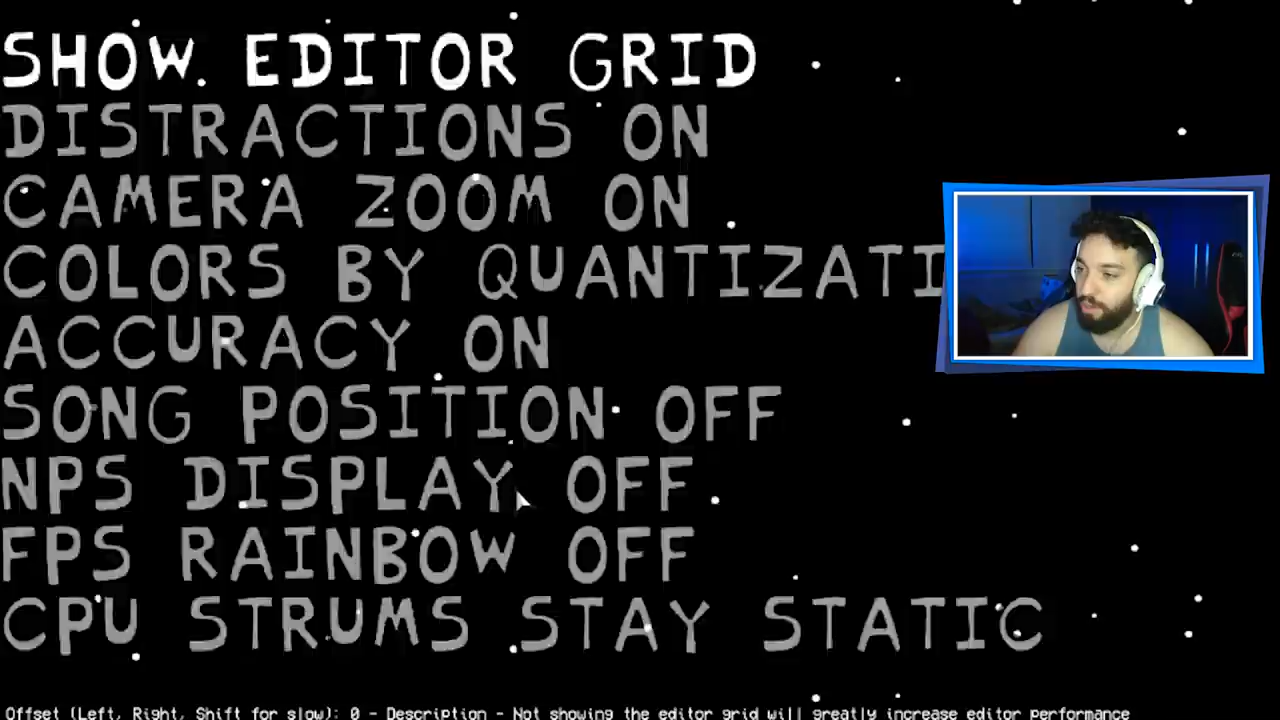 SHOW EDITOR GRID
DISTRACTIONS ON
CAMERA ZOOM ON
COLORS BY QUANTIZATI
ACCURACY ON
SONG POSITION OFF
NPS DISPLAY OFF
FPS RAINBOW OFF
CPU STRUMS STAY STATIC
Offset (Left, Right, Shift for slow): 0 - Description - Not showing the editor grid will greatly increase editor performance